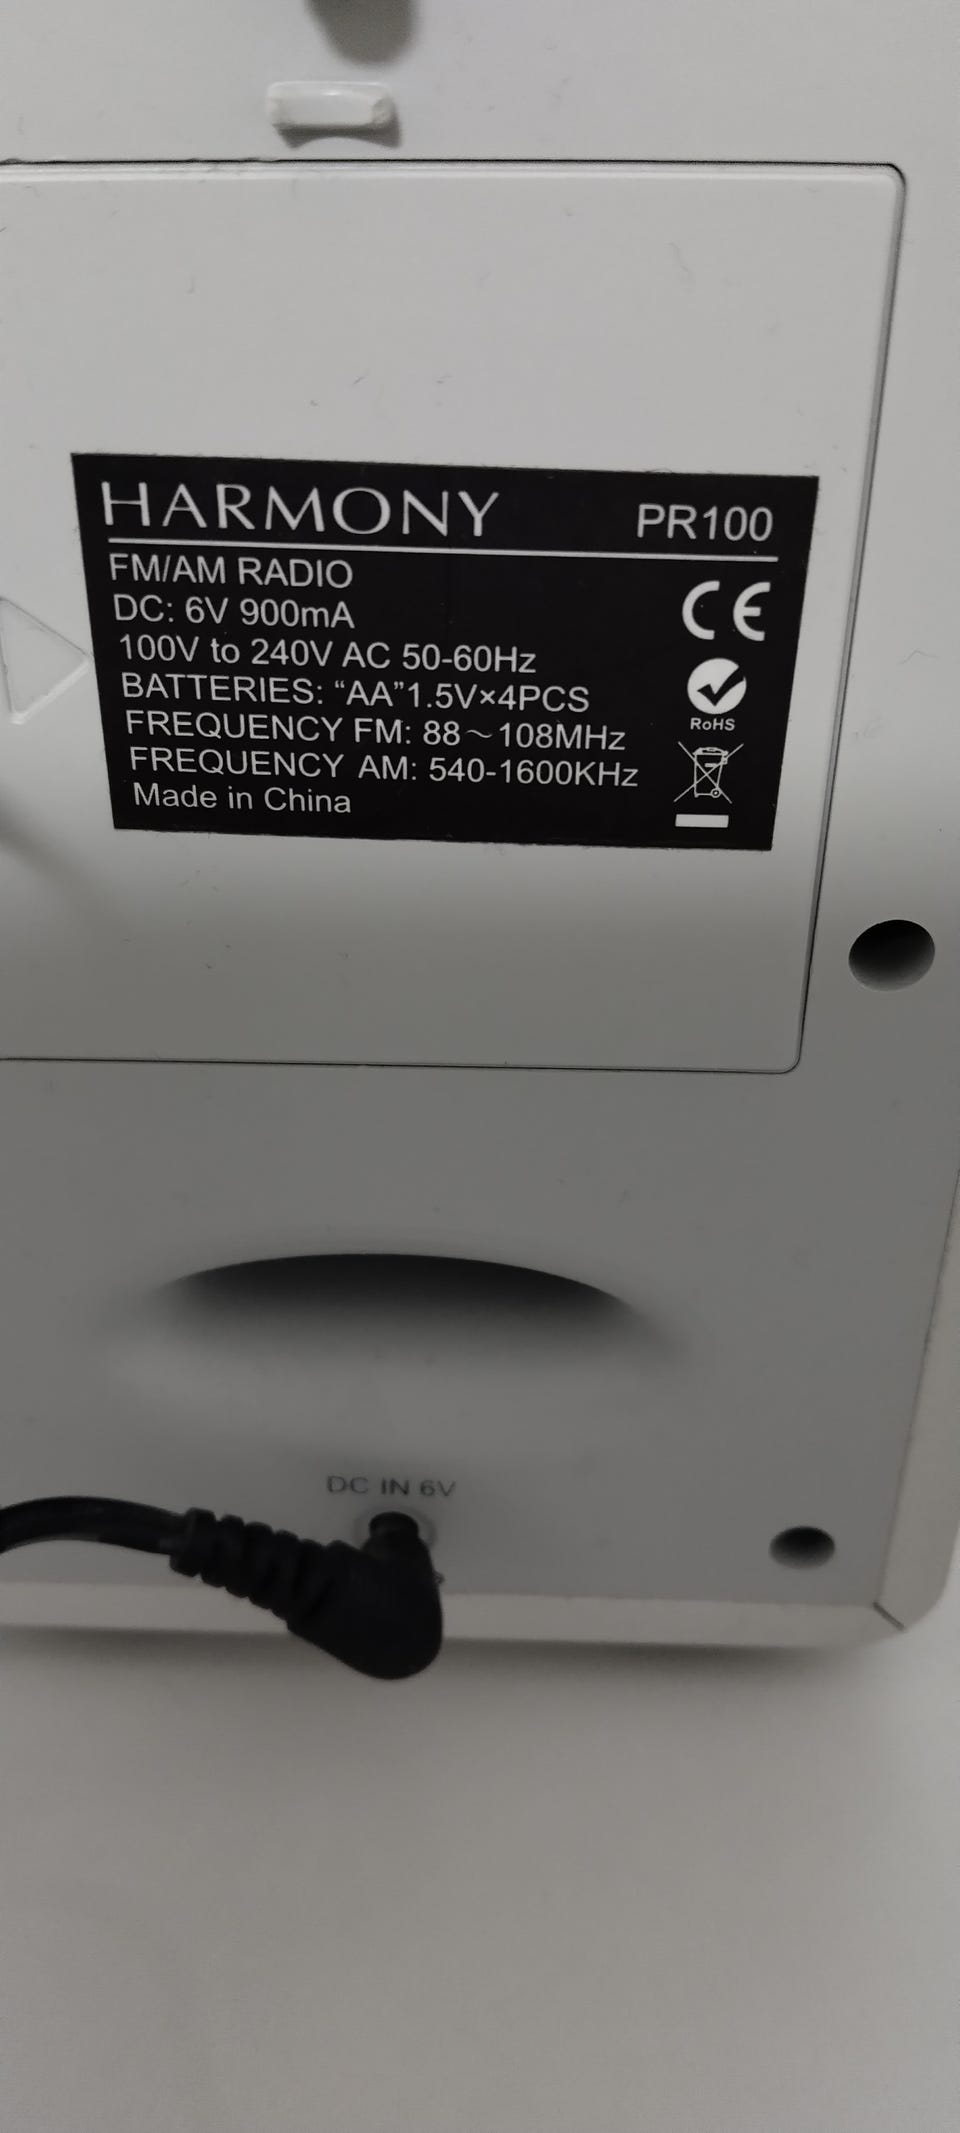 HARMONY PR100
FM/AM RADIO
DC: 6V 900mA
100V to 240V AC 50-60Hz
BATTERIES: “AA”1.5V×4PCS
FREQUENCY FM: 88～108MHz
FREQUENCY AM: 540-1600KHz
Made in China
CE
RoHS
DC IN 6V